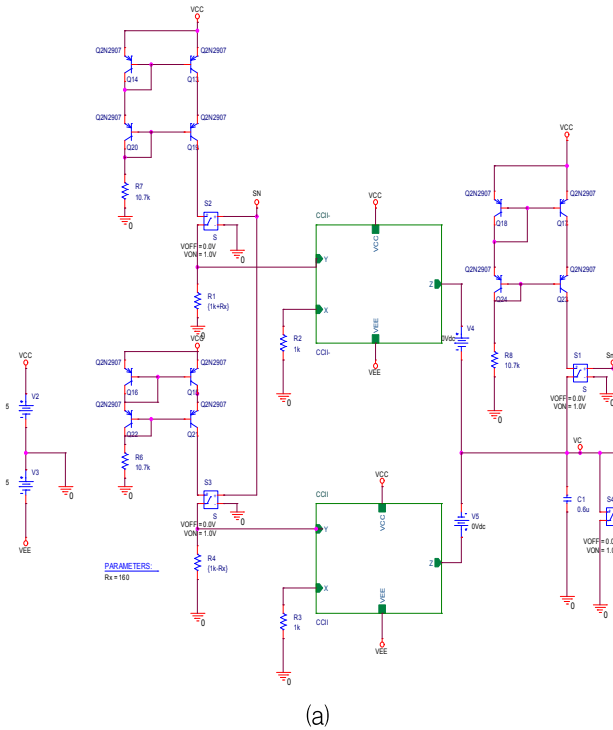 VCC
Q2N2907 Q2N2907
Q14 Q13
Q2N2907 Q2N2907
Q20 Q19
R7
10.7k
0
SN
S2
S
0
VOFF = 0.0V
VON = 1.0V
R1
{1k+Rx}
0
CCII-
VCC
VCC
Y
X
Z
VEE
CCII-
VEE
R2
1k
0
V4
0Vdc
VCC
Q2N2907 Q2N2907
Q18
Q2N2907 Q2N2907
Q24 Q23
R8
10.7k
0
S1
S
0
VOFF = 0.0V
VON = 1.0V
VCC
V2
5
V3
5
0
VEE
VCC
Q2N2907 Q2N2907
Q16
Q2N2907 Q2N2907
Q22 Q21
R6
10.7k
0
S3
S
0
VOFF = 0.0V
VON = 1.0V
R4
{1k-Rx}
0
PARAMETERS:
Rx = 160
CCII
VCC
VCC
Y
X
Z
VEE
CCII
VEE
R3
1k
0
V5
0Vdc
VC
C1
0.6u
0
S4
0
(a)